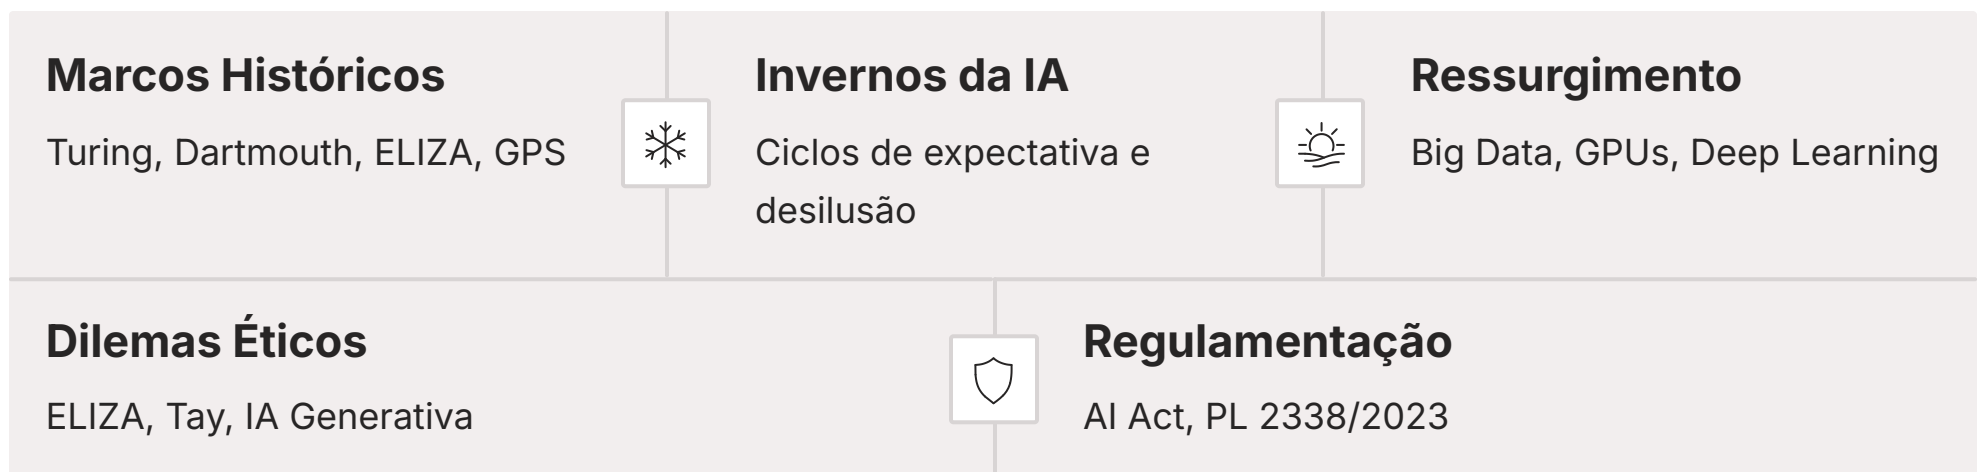 Marcos Históricos
Turing, Dartmouth, ELIZA, GPS
Invernos da IA
Ciclos de expectativa e
desilusão
Ressurgimento
Big Data, GPUs, Deep Learning
Dilemas Éticos
ELIZA, Tay, IA Generativa
Regulamentação
AI Act, PL 2338/2023